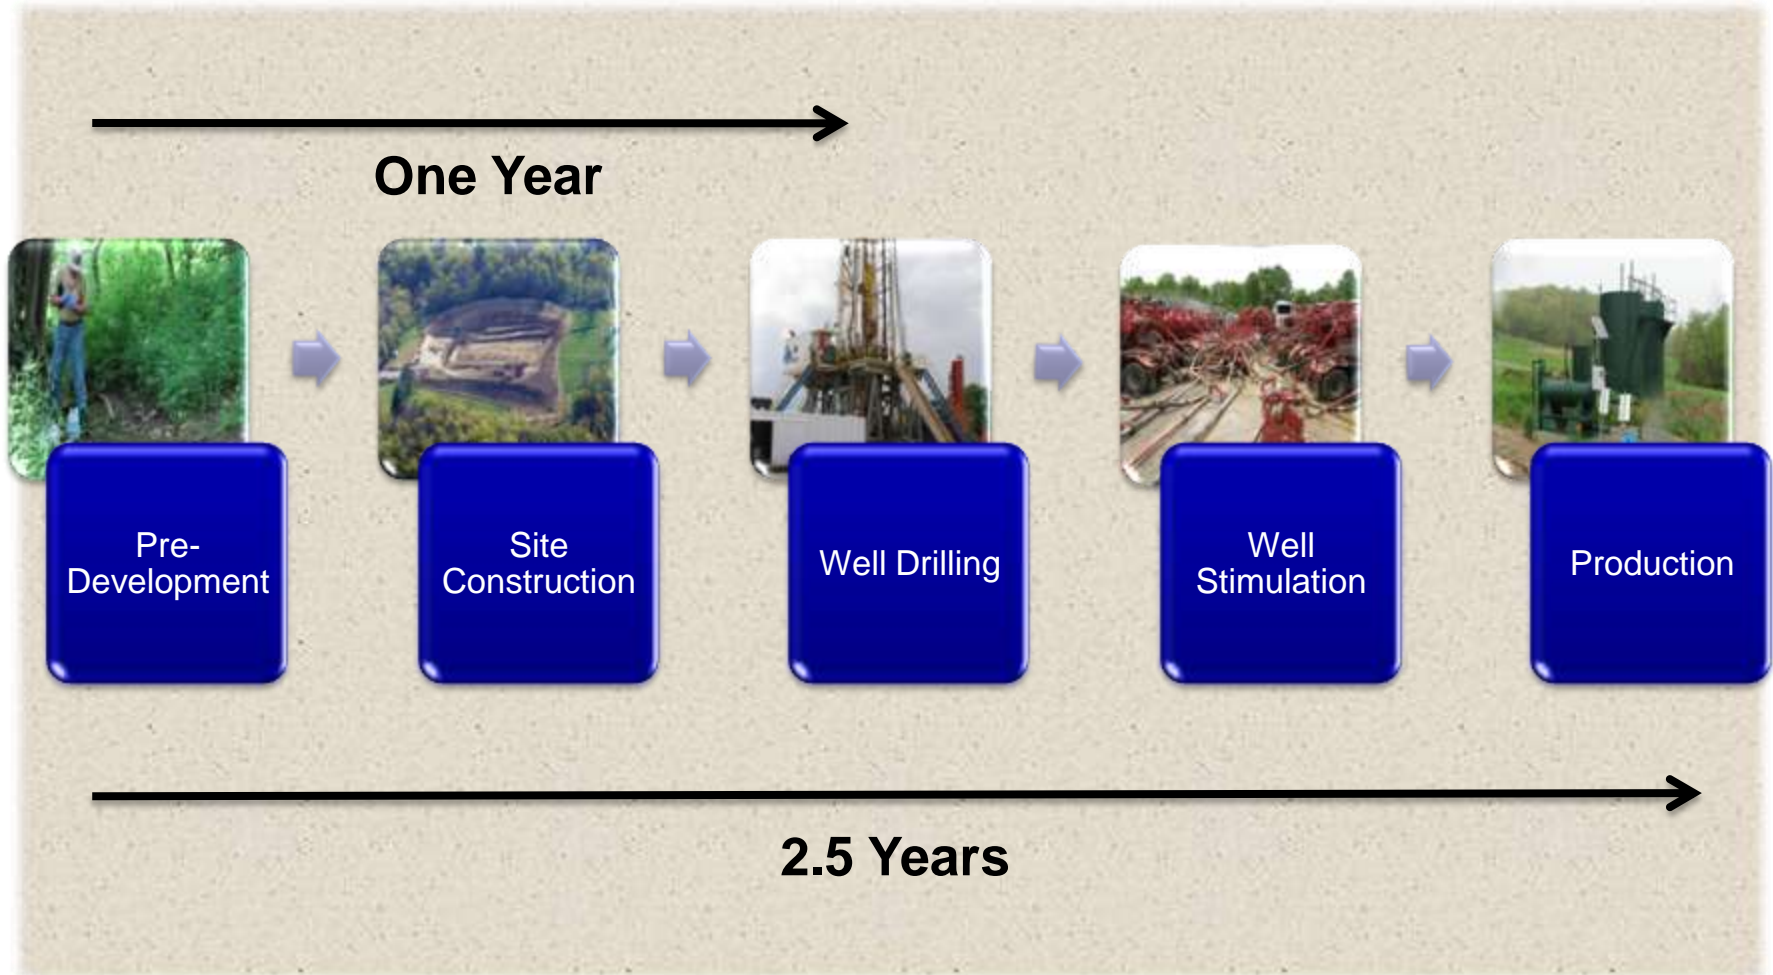 One Year
Pre-
Development
Site
Construction
Well Drilling
Well
Stimulation
Production
2.5 Years